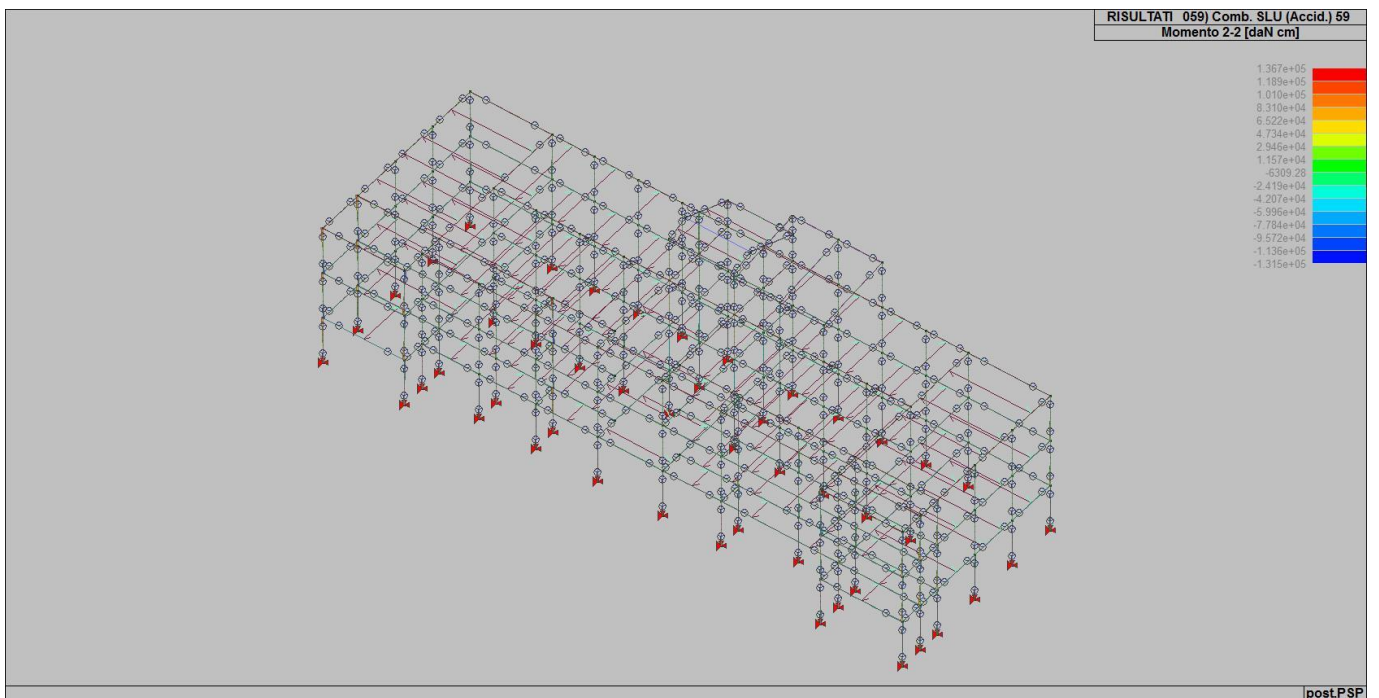 RISULTATI 059) Comb. SLU (Accid.) 59
Momento 2-2 [daN cm]
1.367e+05
1.189e+05
1.010e+05
8.310e+04
6.522e+04
4.734e+04
2.946e+04
1.157e+04
-6309.28
-2.419e+04
-4.207e+04
-5.996e+04
-7.784e+04
-9.572e+04
-1.136e+05
-1.315e+05
post.PSP